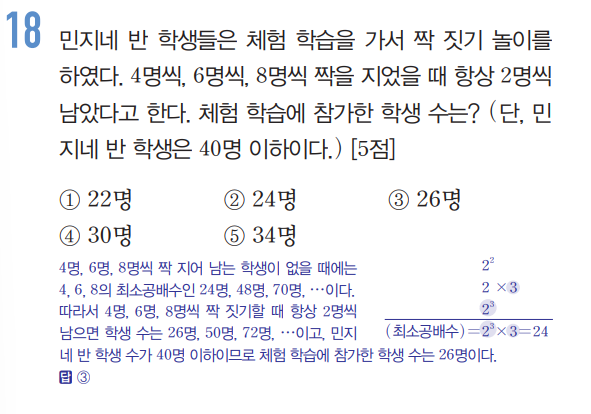 18
민지네 반 학생들은 체험 학습을 가서 짝 짓기 놀이를
하였다. 4명씩, 6명씩, 8명씩 짝을 지었을 때 항상 2명씩
남았다고 한다. 체험 학습에 참가한 학생 수는? (단, 민
지네 반 학생은 40명 이하이다.) [5점]
① 22명 ② 24명 ③ 26명
④ 30명 ⑤ 34명
4명, 6명, 8명씩 짝 지어 남는 학생이 없을 때에는
4, 6, 8의 최소공배수인 24명, 48명, 70명, …이다.
따라서 4명, 6명, 8명씩 짝 짓기할 때 항상 2명씩
남으면 학생 수는 26명, 50명, 72명, …이고, 민지
네 반 학생 수가 40명 이하이므로 체험 학습에 참가한 학생 수는 26명이다.
2²
2 ×3
2³
(최소공배수)=2³×3=24
답 ③